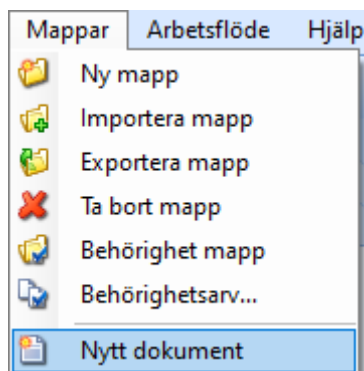 Mappar Arbetsflöde Hjälp
Ny mapp
Importera mapp
Exportera mapp
Ta bort mapp
Behörighet mapp
Behörighetsarv...
Nytt dokument